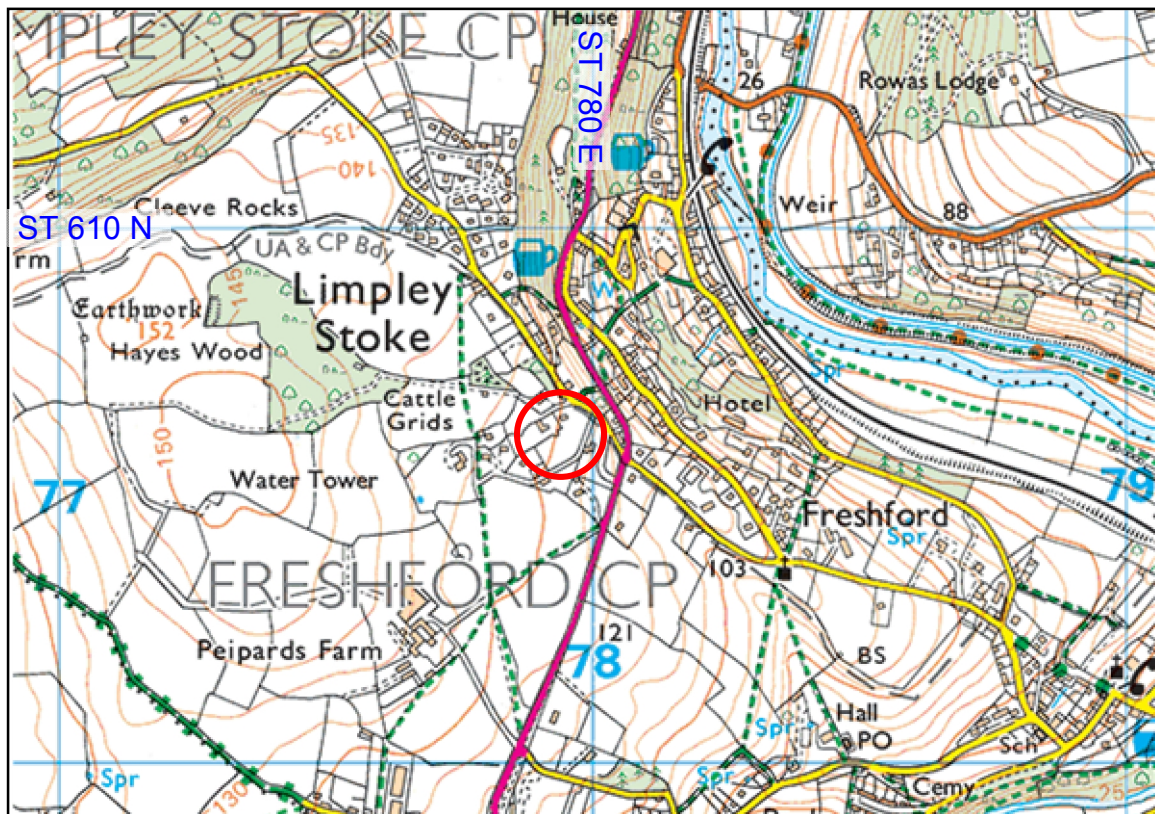 MPLEY STOKE CP
House
ST 780 E
26
Rowas Lodge
135
140
Cleeve Rocks
Weir
88
ST 610 N
rm
UA & CP Bdy
Limpley
Stoke
W
145
Earthwork
152
Hayes Wood
Spr
Cattle
Grids
Hotel
150
Water Tower
77
79
Freshford
Spr
103
FRESHFORD CP
121
Peipards Farm
78
BS
Hall
Spr
PO
Sch
Spr
Spr
130
Cemy
25